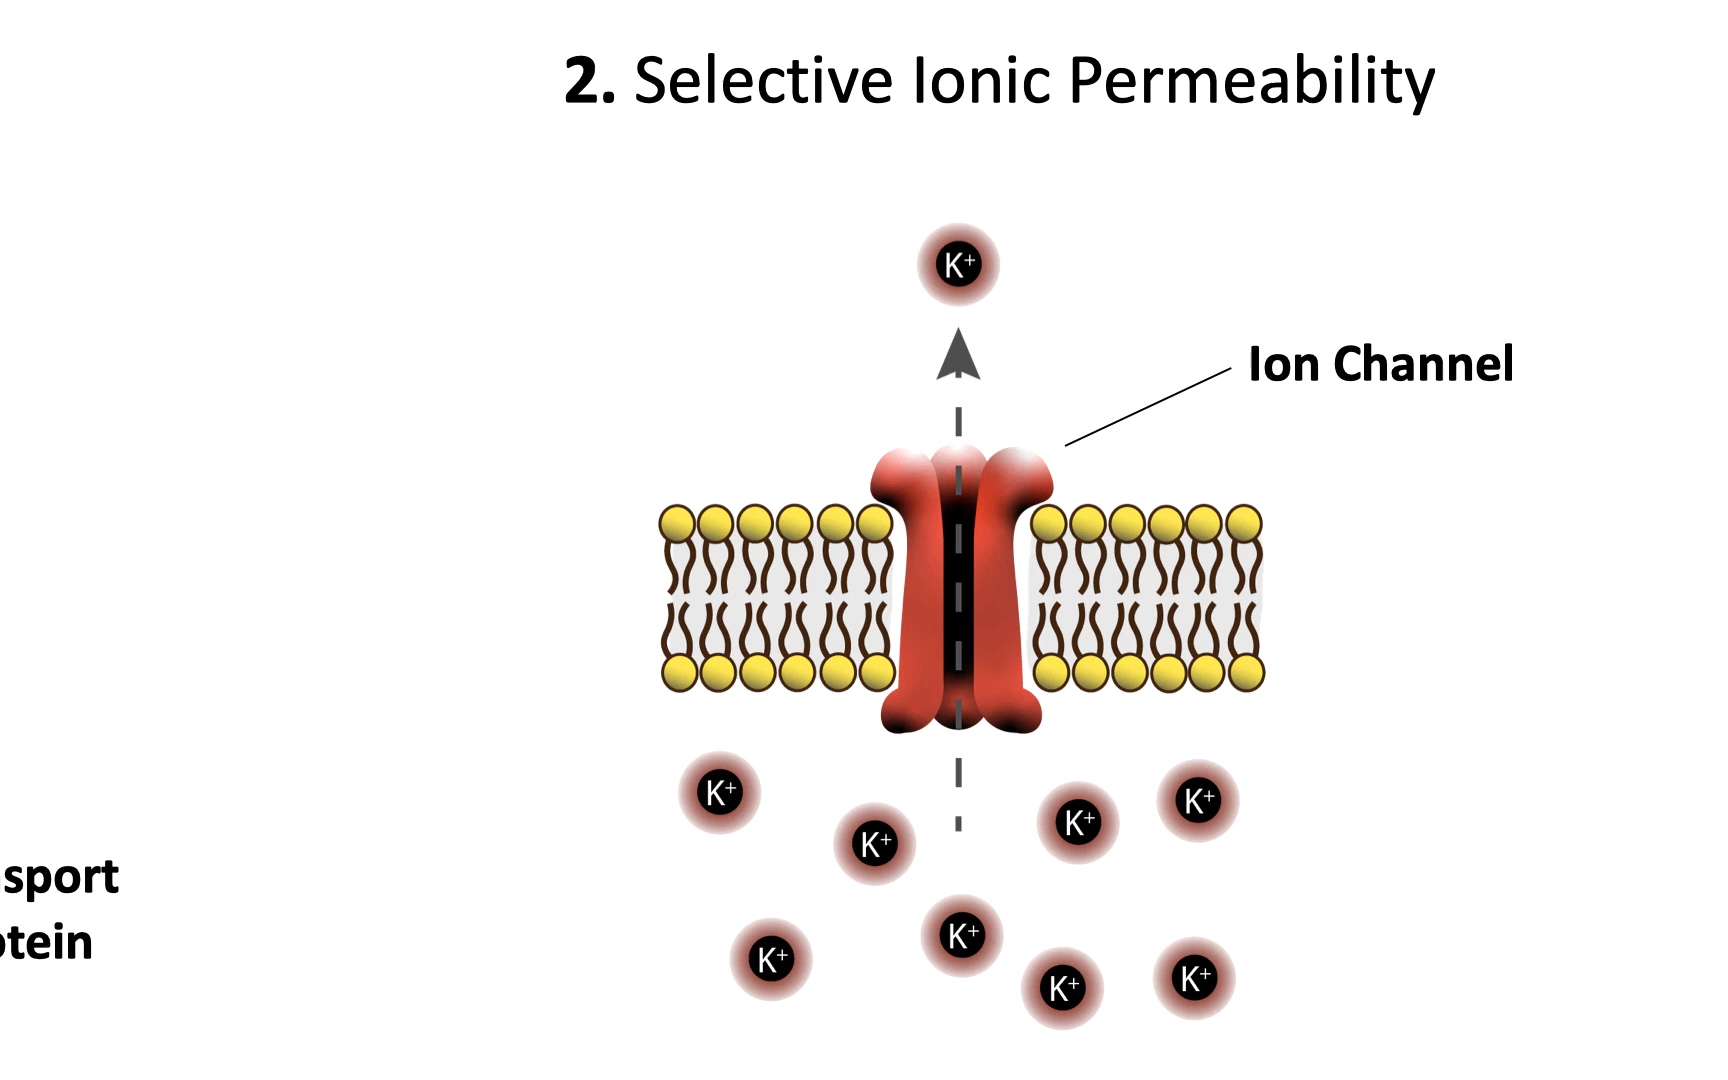 2. Selective Ionic Permeability
K⁺
Ion Channel
K⁺
K⁺
K⁺
K⁺
sport
tein
K⁺
K⁺
K⁺
K⁺